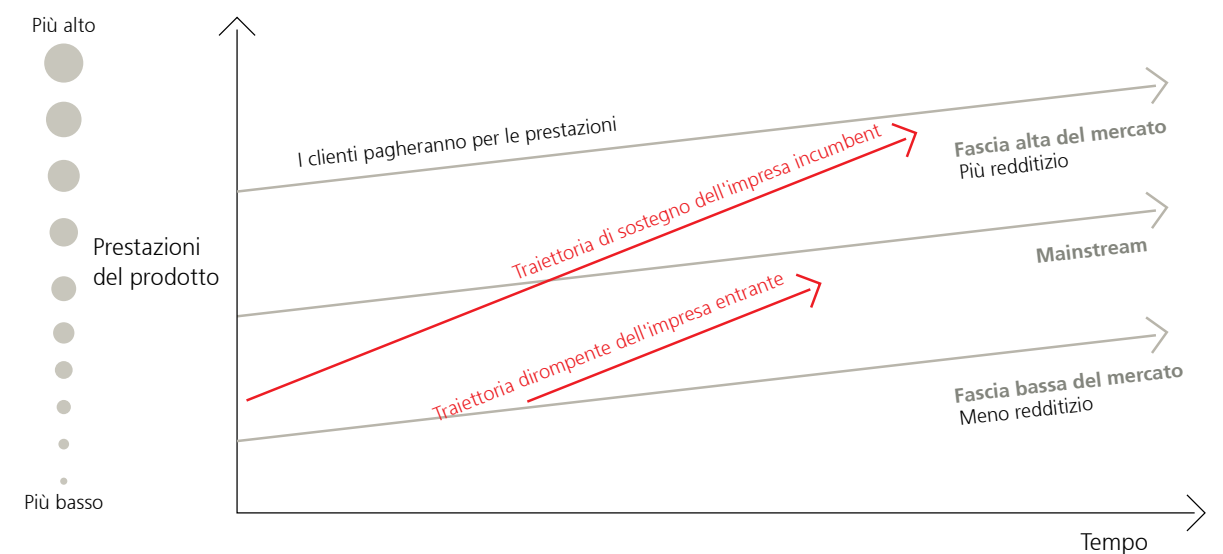 Più alto
I clienti pagheranno per le prestazioni
Traiettoria di sostegno dell'impresa incumbent
Fascia alta del mercato
Più redditizio
Prestazioni
del prodotto
Mainstream
Traiettoria dirompente dell'impresa entrante
Fascia bassa del mercato
Meno redditizio
Più basso
Tempo